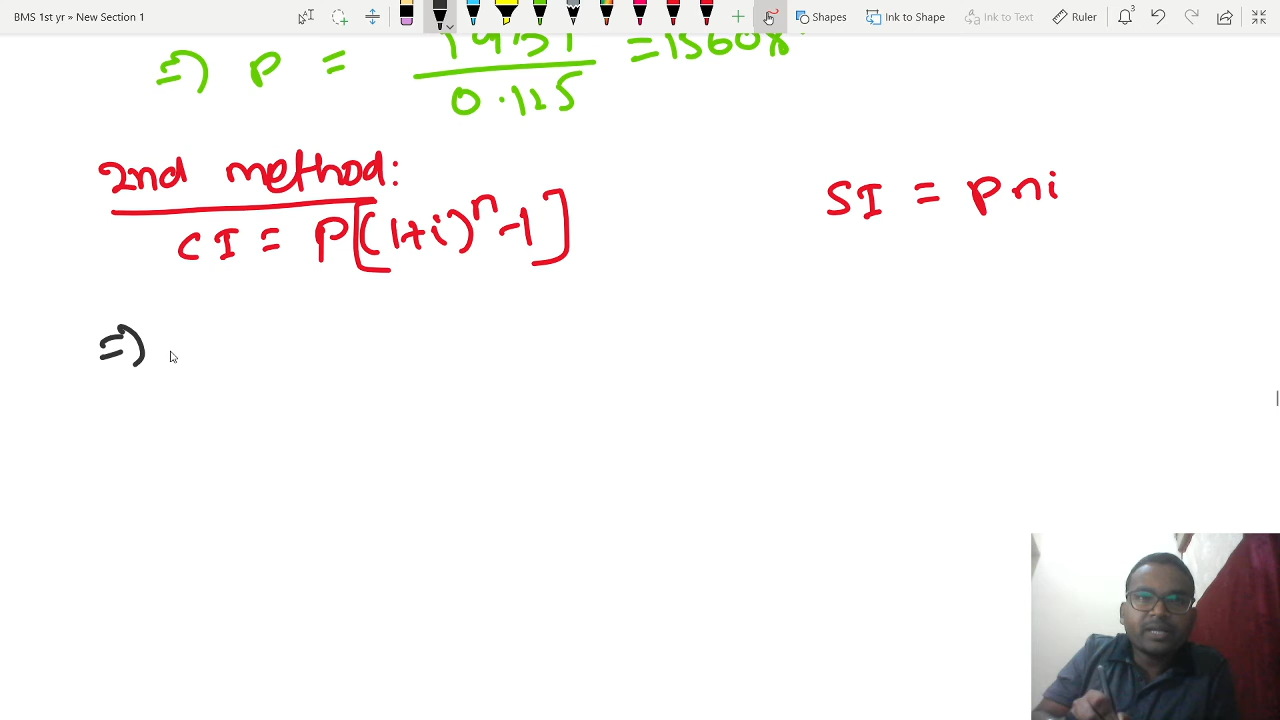 BMS 1st yr » New Section 1
Shapes
Ink to Shape
Ink to Text
Ruler
3
⇒ P = 
0.125
2nd method:
CI = P[(1+i)^n -1]
SI = pni
⇒